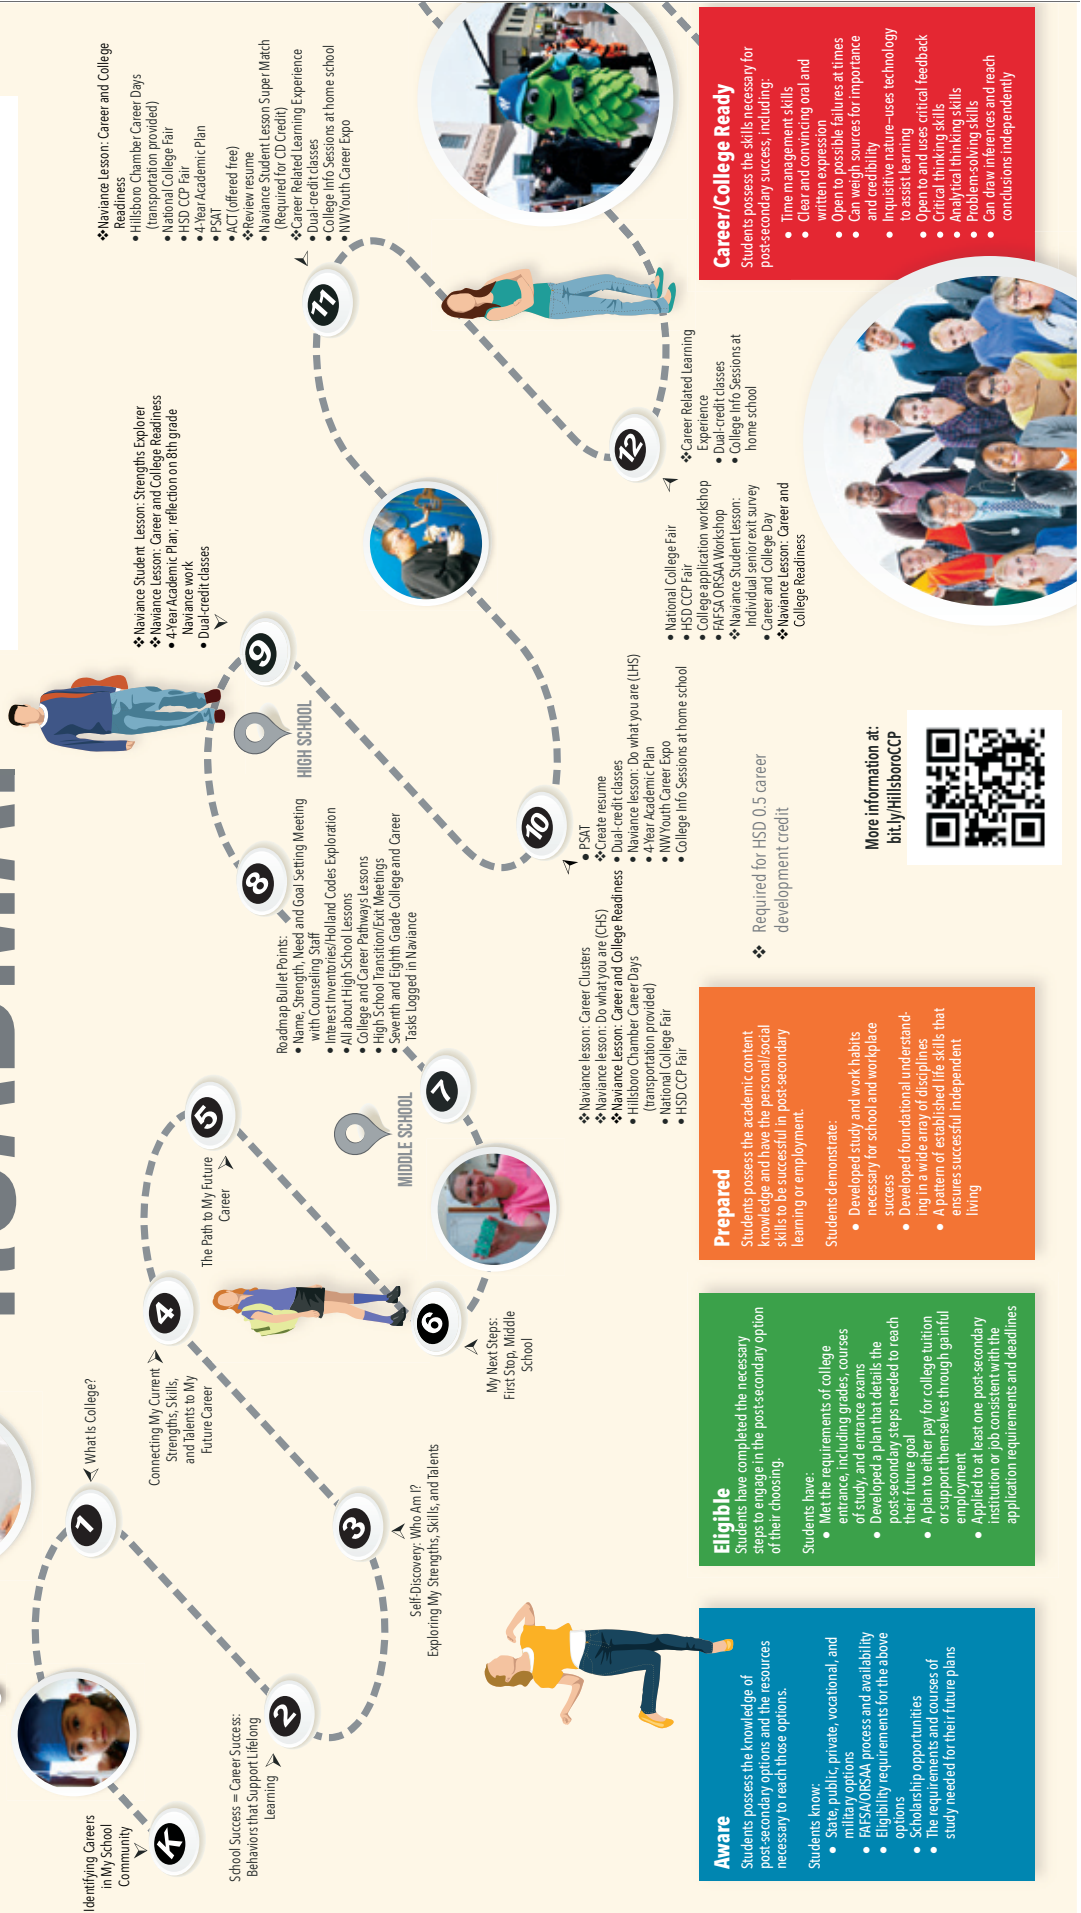 ROADMAP
K
Identifying Careers
in My School
Community
1
What Is College?
2
School Success = Career Success:
Behaviors that Support Lifelong
Learning
3
Self-Discovery: Who Am I?
Exploring My Strengths, Skills, and Talents
4
Connecting My Current
Strengths, Skills,
and Talents to My
Future Career
5
The Path to My Future
Career
6
My Next Steps:
First Stop, Middle
School
MIDDLE SCHOOL
7
8
Roadmap Bullet Points:
• Name, Strength, Need and Goal Setting Meeting
with Counseling Staff
• Interest Inventories/Holland Codes Exploration
• All about High School Lessons
• College and Career Pathways Lessons
• High School Transition/Exit Meetings
• Seventh and Eighth Grade College and Career
Tasks Logged in Naviance
HIGH SCHOOL
9
❖ Naviance Student Lesson: Strengths Explorer
❖ Naviance Lesson: Career and College Readiness
• 4-Year Academic Plan; reflection on 8th grade
Naviance work
• Dual-credit classes
10
❖ Naviance lesson: Career Clusters
❖ Naviance lesson: Do what you are (CHS)
❖ Naviance Lesson: Career and College Readiness
• Hillsboro Chamber Career Days
(transportation provided)
• National College Fair
• HSD CCP Fair
• PSAT
❖ Create resume
• Dual-credit classes
• Naviance lesson: Do what you are (LHS)
• 4-Year Academic Plan
• NW Youth Career Expo
• College Info Sessions at home school
11
❖ Naviance Lesson: Career and College
Readiness
• Hillsboro Chamber Career Days
(transportation provided)
• National College Fair
• HSD CCP Fair
• 4-Year Academic Plan
• PSAT
• ACT (offered free)
❖ Review resume
• Naviance Student Lesson Super Match
(Required for CD Credit)
❖ Career Related Learning Experience
• Dual-credit classes
• College Info Sessions at home school
• NW Youth Career Expo
12
• National College Fair
• HSD CCP Fair
• College application workshop
• FAFSA ORSAA Workshop
❖ Naviance Student Lesson:
Individual senior exit survey
• Career and College Day
❖ Naviance Lesson: Career and
College Readiness
❖ Career Related Learning
Experience
• Dual-credit classes
• College Info Sessions at
home school
❖ Required for HSD 0.5 career
development credit
More information at:
bit.ly/HillsboroCCP
Aware
Students possess the knowledge of
post-secondary options and the resources
necessary to reach those options.
Students know:
• State, public, private, vocational, and
military options
• FAFSA/ORSAA process and availability
• Eligibility requirements for the above
options
• Scholarship opportunities
• The requirements and courses of
study needed for their future plans
Eligible
Students have completed the necessary
steps to engage in the post-secondary option
of their choosing.
Students have:
• Met the requirements of college
entrance, including grades, courses
of study, and entrance exams
• Developed a plan that details the
post-secondary steps needed to reach
their future goal
• A plan to either pay for college tuition
or support themselves through gainful
employment
• Applied to at least one post-secondary
institution or job consistent with the
application requirements and deadlines
Prepared
Students possess the academic content
knowledge and have the personal/social
skills to be successful in post-secondary
learning or employment.
Students demonstrate:
• Developed study and work habits
necessary for school and workplace
success
• Developed foundational understand-
ing in a wide array of disciplines
• A pattern of established life skills that
ensures successful independent
living
Career/College Ready
Students possess the skills necessary for
post-secondary success, including:
• Time management skills
• Clear and convincing oral and
written expression
• Open to possible failures at times
• Can weigh sources for importance
and credibility
• Inquisitive nature—uses technology
to assist learning
• Open to and uses critical feedback
• Critical thinking skills
• Analytical thinking skills
• Problem-solving skills
• Can draw inferences and reach
conclusions independently